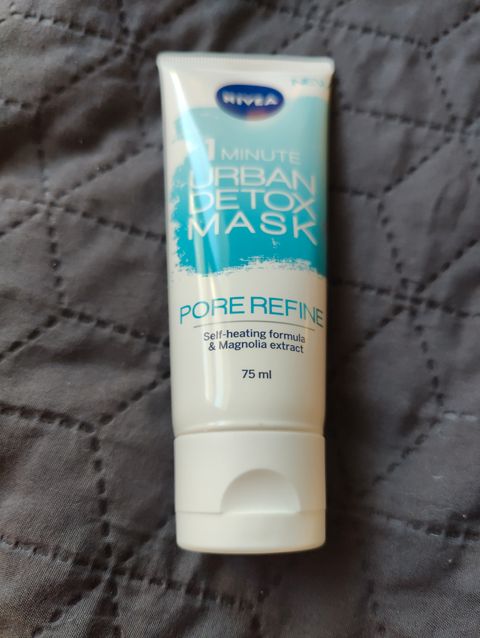 NIVEA
NEW
1 MINUTE
URBAN
DETOX
MASK
PORE REFINE
Self-heating formula
& Magnolia extract
75 ml